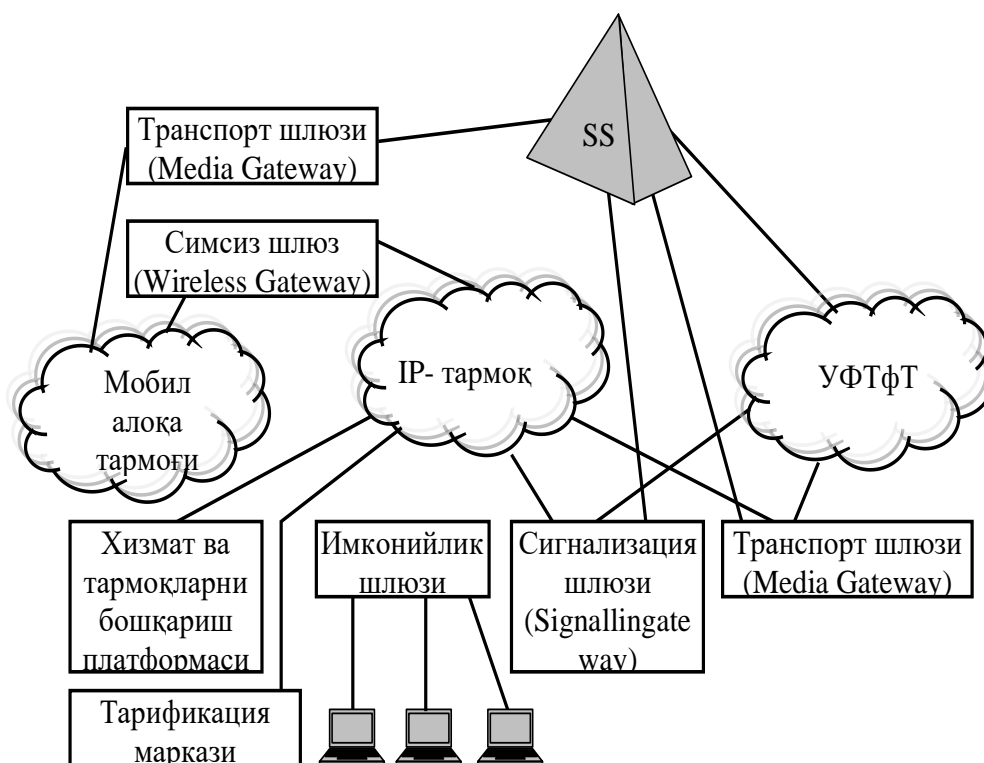 SS
Транспорт шлюзи
(Media Gateway)
Симсиз шлюз
(Wireless Gateway)
Мобил
алоқа
тармоғи
IP- тармоқ
УФТфТ
Хизмат ва
тармоқларни
бошқариш
платформаси
Имконийлик
шлюзи
Сигнализация
шлюзи
(Signallingate
way)
Транспорт шлюзи
(Media Gateway)
Тарификация
маркази